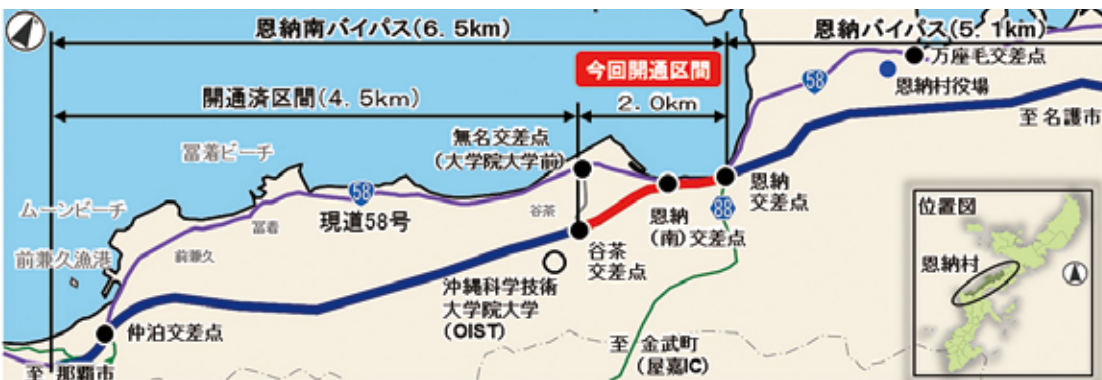 恩納南バイパス(6.5km)
恩納バイパス(5.1km)
今回開通区間
万座毛交差点
58
恩納村役場
開通済区間(4.5km)
2.0km
至 名護市
無名交差点
(大学院大学前)
冨着ビーチ
58
恩納
交差点
88
位置図
ムーンビーチ
現道58号
谷茶
恩納
(南)交差点
冨着
恩納村
前兼久漁港
前兼久
谷茶
交差点
沖縄科学技術
大学院大学
(OIST)
仲泊交差点
至 金武町
(屋嘉IC)
至 那覇市